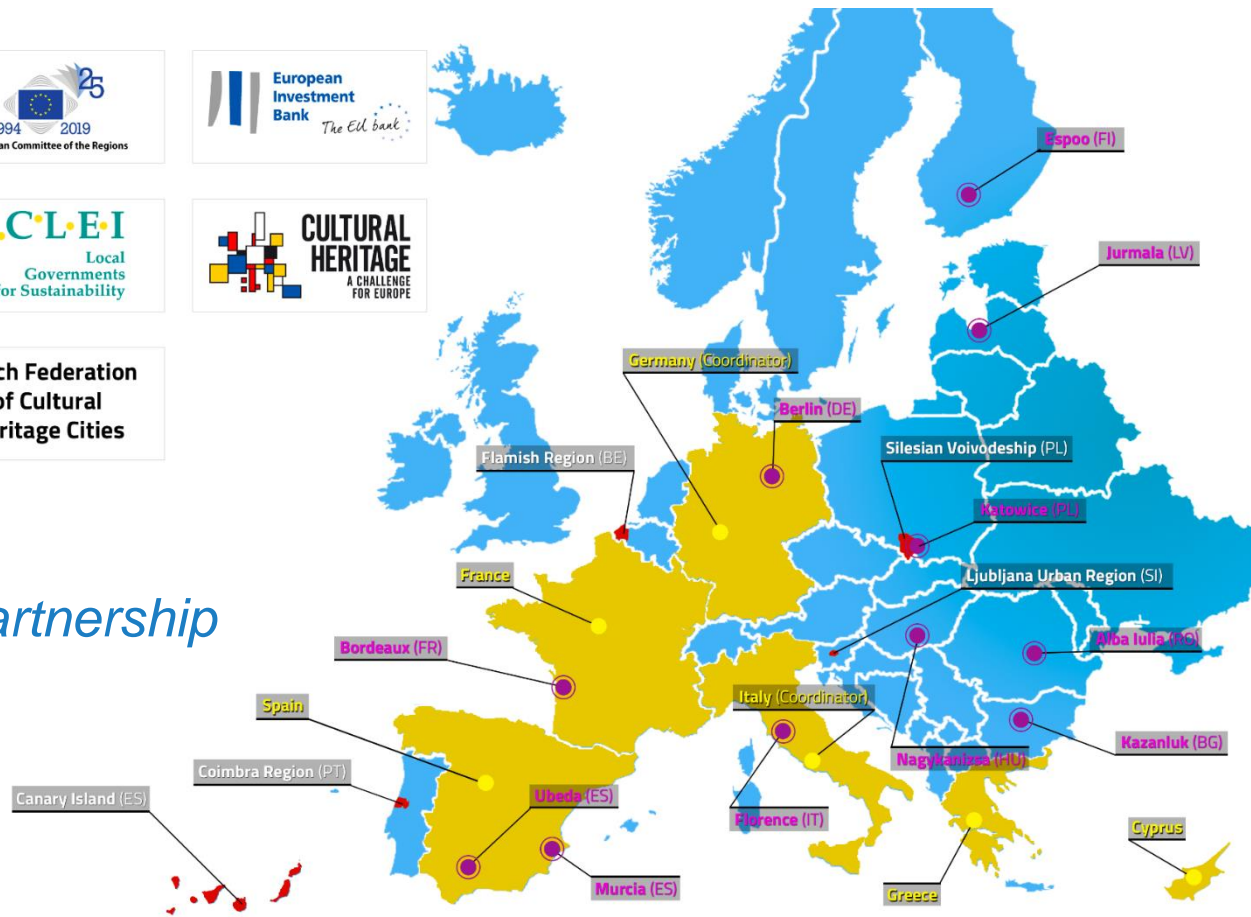 25
994 2019
an Committee of the Regions
European
Investment
Bank
The EU bank
C·L·E·I
Local
Governments
for Sustainability
CULTURAL
HERITAGE
A CHALLENGE
FOR EUROPE
ch Federation
of Cultural
ritage Cities
artnership
Espoo (FI)
Jurmala (LV)
Germany (Coordinator)
Berlin (DE)
Flamish Region (BE)
Silesian Voivodeship (PL)
Katowice (PL)
France
Ljubljana Urban Region (SI)
Bordeaux (FR)
Alba Iulia (RO)
Spain
Italy (Coordinator)
Kazanluk (BG)
Nagykanizsa (HU)
Coimbra Region (PT)
Canary Island (ES)
Ubeda (ES)
Florence (IT)
Cyprus
Murcia (ES)
Greece